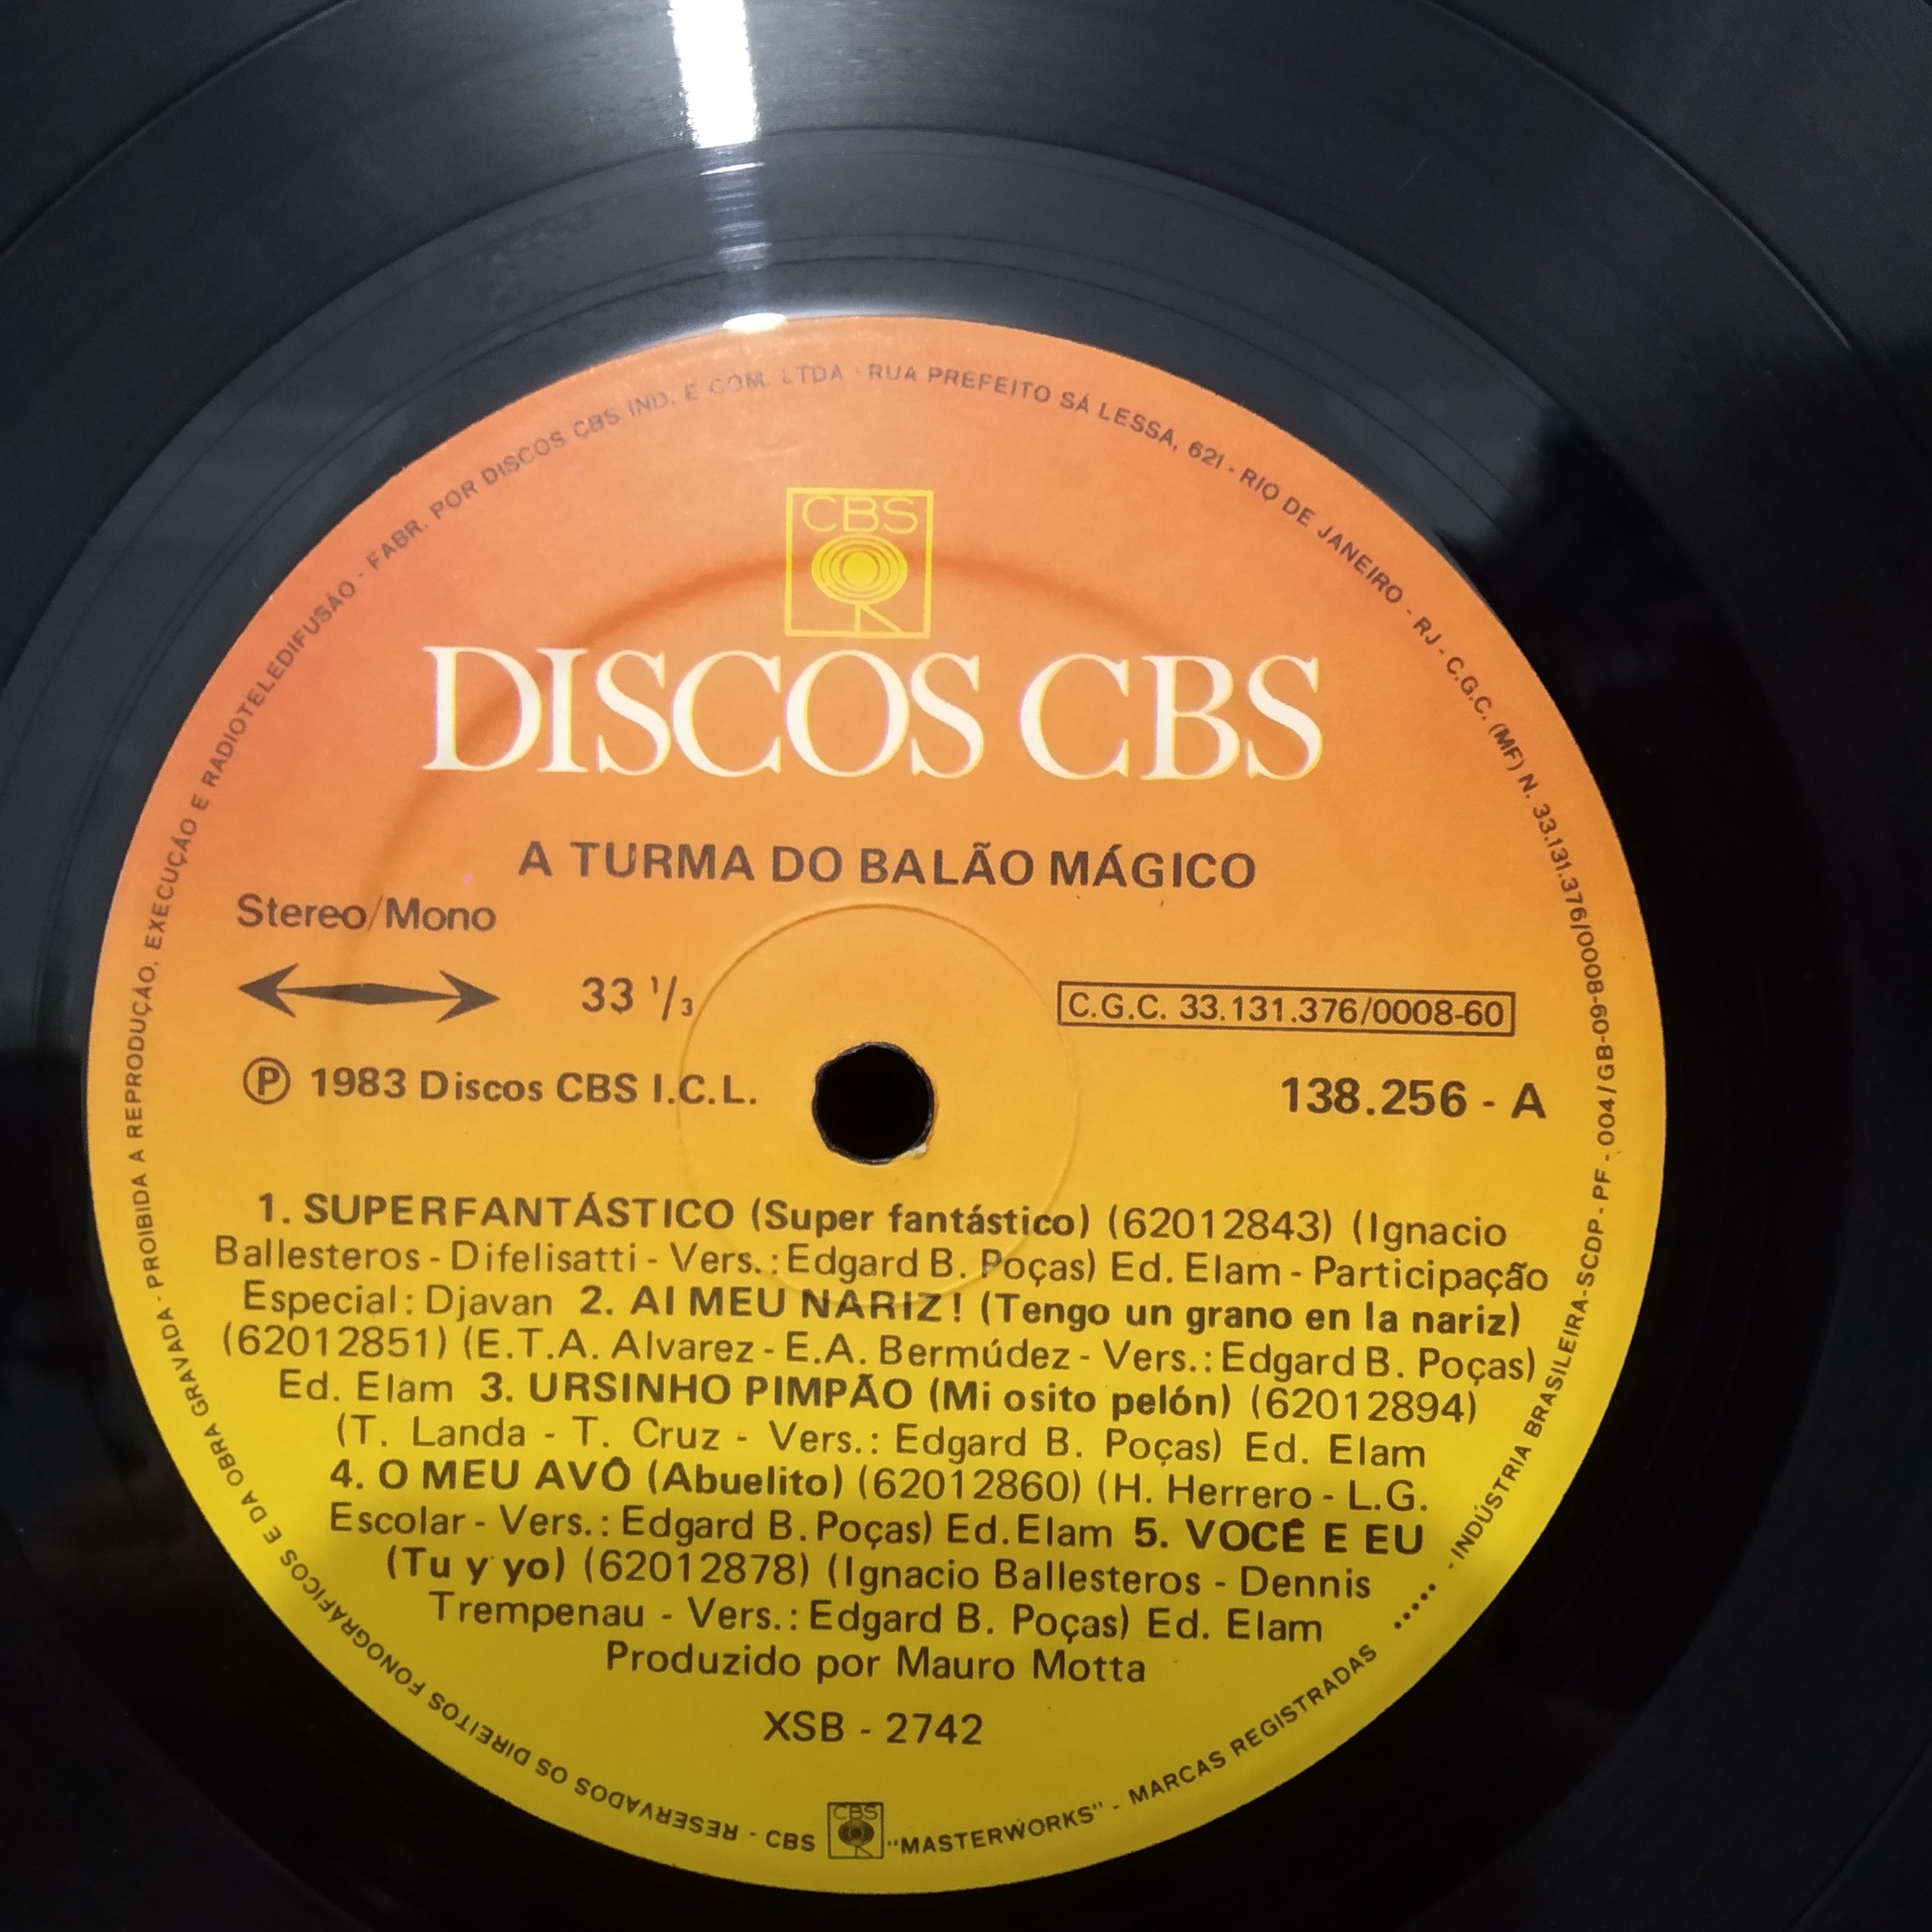 FABR. POR DISCOS CBS IND. E COM. LTDA - RUA PREFEITO SÁ LESSA, 621 - RIO DE JANEIRO - RJ - C.G.C. (MF) N. 33.131.376/0008-60-GB-09-004/ - PF - SCDP - INDÚSTRIA BRASILEIRA -
CBS
DISCOS CBS
A TURMA DO BALÃO MÁGICO
Stereo/Mono
33 1/3
C.G.C. 33.131.376/0008-60
Ⓟ 1983 Discos CBS I.C.L.
138.256 - A
1. SUPERFANTÁSTICO (Super fantástico) (62012843) (Ignacio
Ballesteros - Difelisatti - Vers.: Edgard B. Poças) Ed. Elam - Participação
Especial: Djavan 2. AI MEU NARIZ! (Tengo un grano en la nariz)
(62012851) (E.T.A. Alvarez - E.A. Bermúdez - Vers.: Edgard B. Poças)
Ed. Elam 3. URSINHO PIMPÃO (Mi osito pelón) (62012894)
(T. Landa - T. Cruz - Vers.: Edgard B. Poças) Ed. Elam
4. O MEU AVÔ (Abuelito) (62012860) (H. Herrero - L.G.
Escolar - Vers.: Edgard B. Poças) Ed. Elam 5. VOCÊ E EU
(Tu y yo) (62012878) (Ignacio Ballesteros - Dennis
Trempenau - Vers.: Edgard B. Poças) Ed. Elam
Produzido por Mauro Motta
XSB - 2742
RESERVADOS OS DIREITOS FONOGRÁFICOS E DA OBRA GRAVADA - PROIBIDA A REPRODUÇÃO, EXECUÇÃO E RADIOTELEDIFUSÃO -
- CBS CBS "MASTERWORKS" - MARCAS REGISTRADAS .....